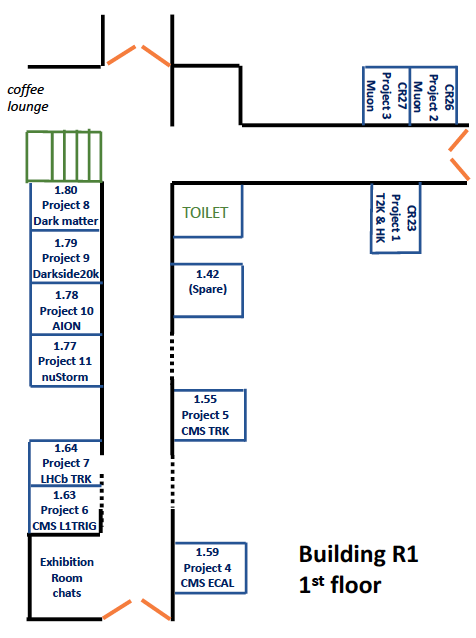 coffee
lounge
CR27
Project 3
Muon
CR26
Project 2
Muon
1.80
Project 8
Dark matter
TOILET
CR23
Project 1
T2K & HK
1.79
Project 9
Darkside20k
1.42
(Spare)
1.78
Project 10
AION
1.77
Project 11
nuStorm
1.55
Project 5
CMS TRK
1.64
Project 7
LHCb TRK
1.63
Project 6
CMS L1TRIG
Exhibition
Room
chats
1.59
Project 4
CMS ECAL
Building R1
1st floor